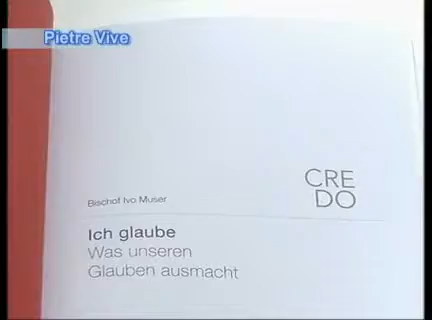 Pietre Vive
CRE
DO
Bischof Ivo Muser
Ich glaube
Was unseren
Glauben ausmacht